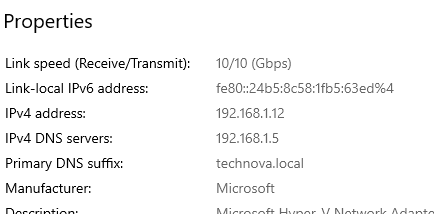 Properties
Link speed (Receive/Transmit): 10/10 (Gbps)
Link-local IPv6 address: fe80::24b5:8c58:1fb5:63ed%4
IPv4 address: 192.168.1.12
IPv4 DNS servers: 192.168.1.5
Primary DNS suffix: technova.local
Manufacturer: Microsoft
Description: Microsoft Hyper-V Network Adapte